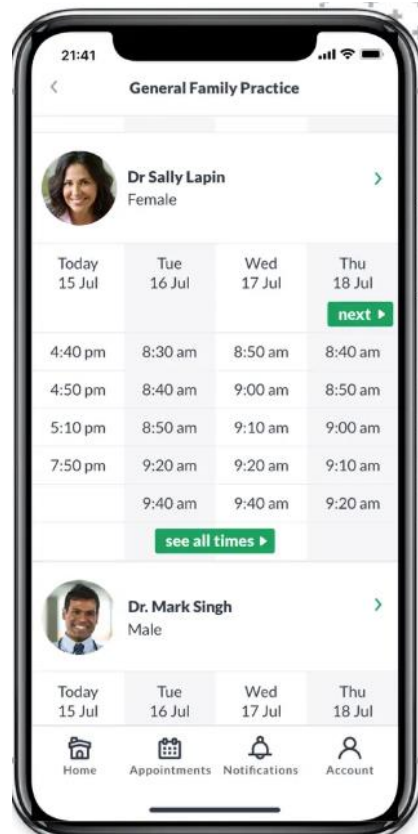 21:41
General Family Practice
Dr Sally Lapin
Female
Today Tue Wed Thu
15 Jul 16 Jul 17 Jul 18 Jul
next
4:40 pm 8:30 am 8:50 am 8:40 am
4:50 pm 8:40 am 9:00 am 8:50 am
5:10 pm 8:50 am 9:10 am 9:00 am
7:50 pm 9:20 am 9:20 am 9:10 am
9:40 am 9:40 am 9:20 am
see all times
Dr. Mark Singh
Male
Today Tue Wed Thu
15 Jul 16 Jul 17 Jul 18 Jul
Home Appointments Notifications Account